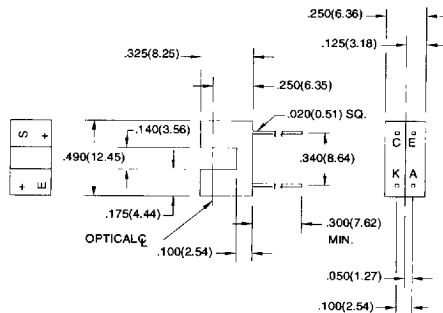 .250(6.36)
.325(8.25)
.125(3.18)
.250(6.35)
.020(0.51) SQ.
S +
.140(3.56)
C E
.490(12.45)
.340(8.64)
+ E
K A
.175(4.44)
OPTICAL ℄
.300(7.62)
MIN.
.100(2.54)
.050(1.27)
.100(2.54)